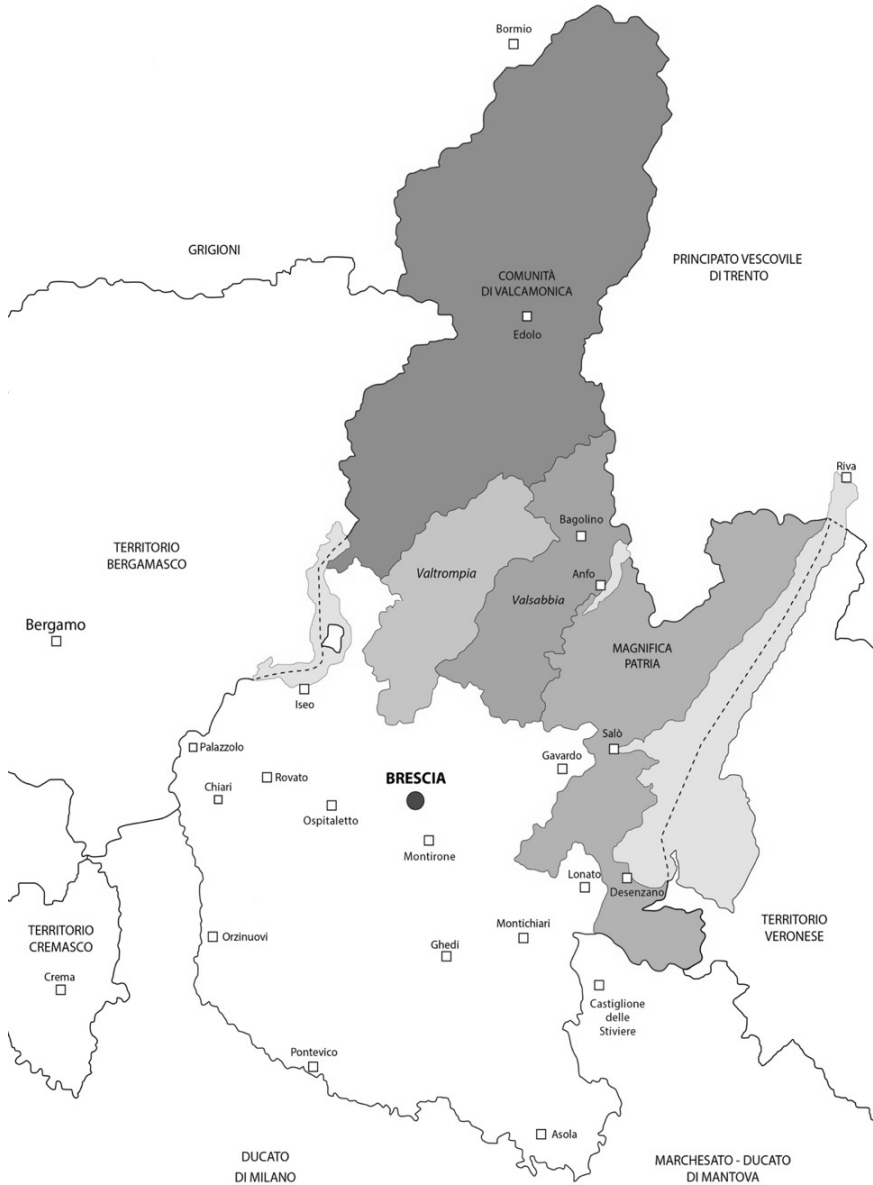 Bormio
GRIGIONI
PRINCIPATO VESCOVILE
DI TRENTO
COMUNITÀ
DI VALCAMONICA
Edolo
Riva
Bagolino
TERRITORIO
BERGAMASCO
Valtrompia
Anfo
Valsabbia
Bergamo
MAGNIFICA
PATRIA
Iseo
Salò
Palazzolo
Gavardo
Rovato
BRESCIA
Chiari
Ospitaletto
Montirone
Lonato
Desenzano
TERRITORIO
VERONESE
TERRITORIO
CREMASCO
Orzinuovi
Montichiari
Ghedi
Crema
Castiglione
delle
Stiviere
Pontevico
Asola
DUCATO
DI MILANO
MARCHESATO - DUCATO
DI MANTOVA